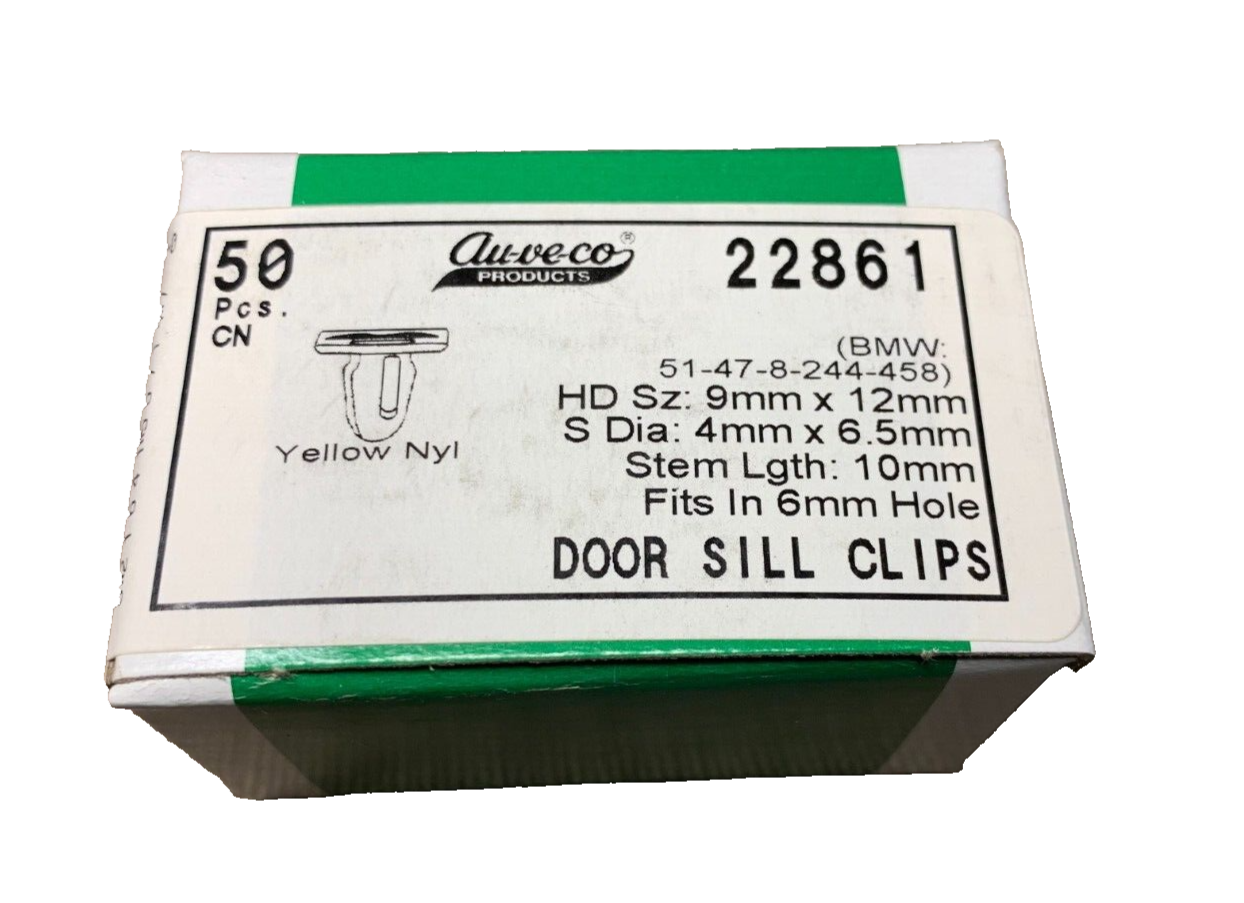 50
Pcs.
CN
au-ve-co®
PRODUCTS
22861
Yellow Nyl
(BMW:
51-47-8-244-458)
HD Sz: 9mm x 12mm
S Dia: 4mm x 6.5mm
Stem Lgth: 10mm
Fits In 6mm Hole
DOOR SILL CLIPS